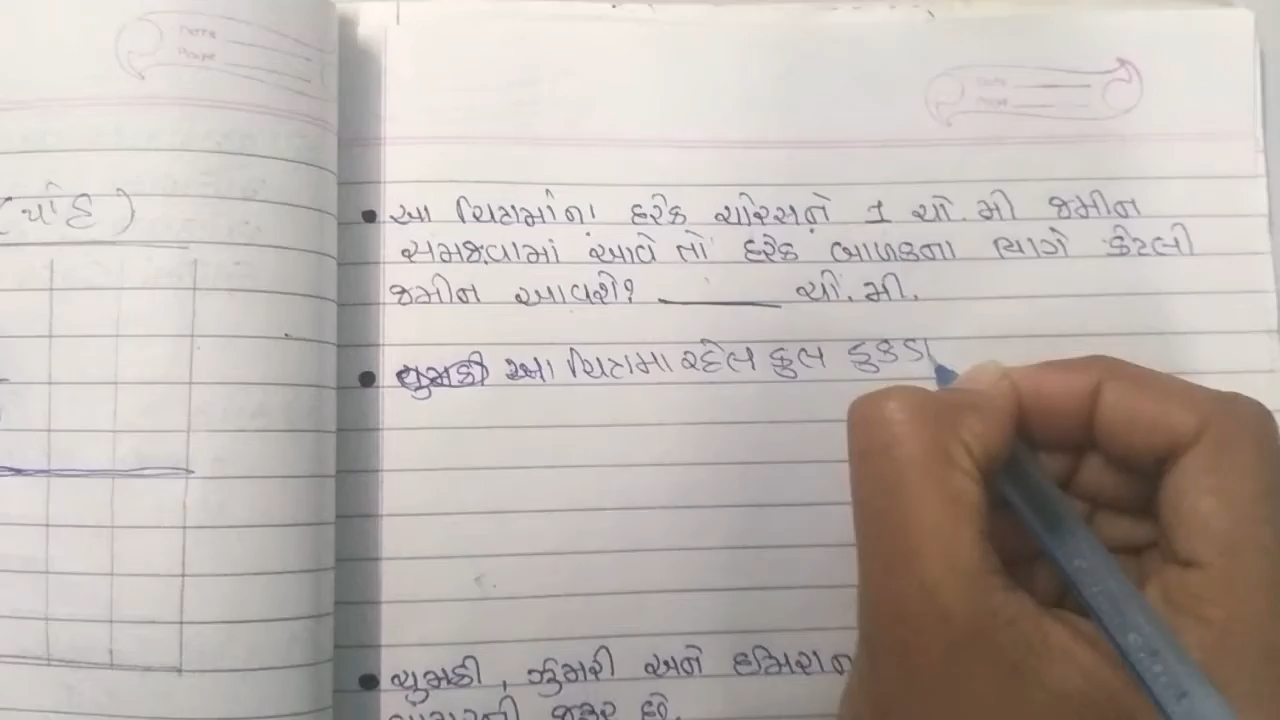 (યાંદ)
• આ ચિત્રમાંના દરેક ચોરસને 1 ચો.મી જમીન
સમજવામાં આવે તો દરેક બાળકના ભાગે કેટલી
જમીન આવશે? ______ ચો.મી.
• આ ચિત્રમા રહેલ કુલ ટુકડા
• ચુમકી, ઝુમરી અને હમિરાન
જરૂર છે.